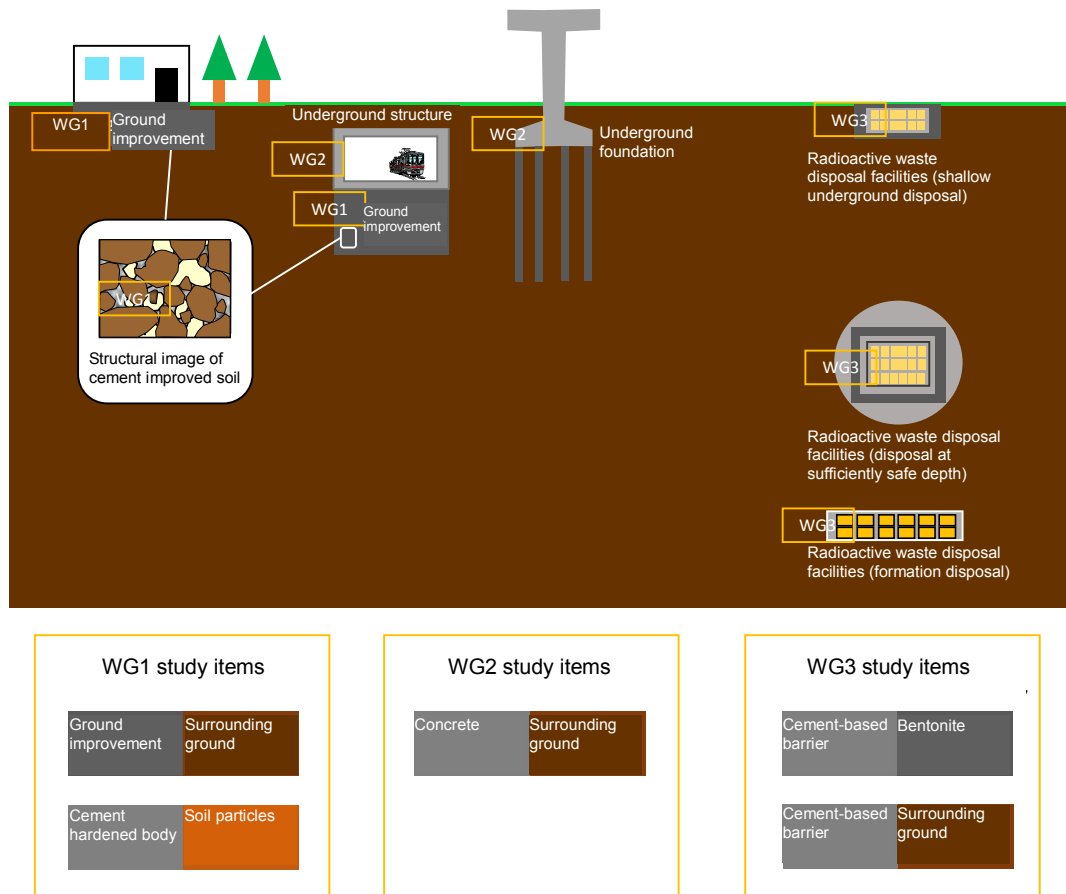 WG1
Ground
improvement
Underground structure
WG2
WG1
Ground
improvement
WG2
Underground
foundation
WG3
Radioactive waste
disposal facilities (shallow
underground disposal)
WG1
Structural image of
cement improved soil
WG3
Radioactive waste disposal
facilities (disposal at
sufficiently safe depth)
WG3
Radioactive waste disposal
facilities (formation disposal)
WG1 study items
Ground
improvement
Surrounding
ground
Cement
hardened body
Soil particles
WG2 study items
Concrete
Surrounding
ground
WG3 study items
Cement-based
barrier
Bentonite
Cement-based
barrier
Surrounding
ground